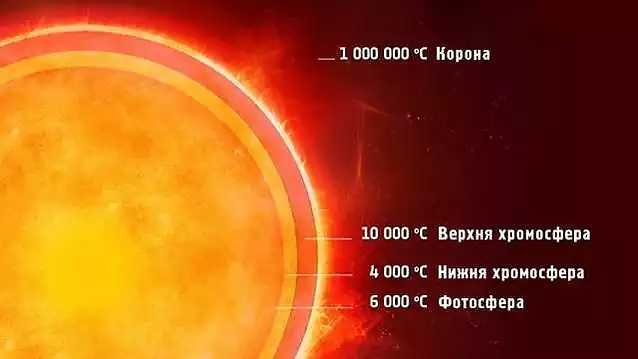 1 000 000 °C Корона
10 000 °C Верхня хромосфера
4 000 °C Нижня хромосфера
6 000 °C Фотосфера